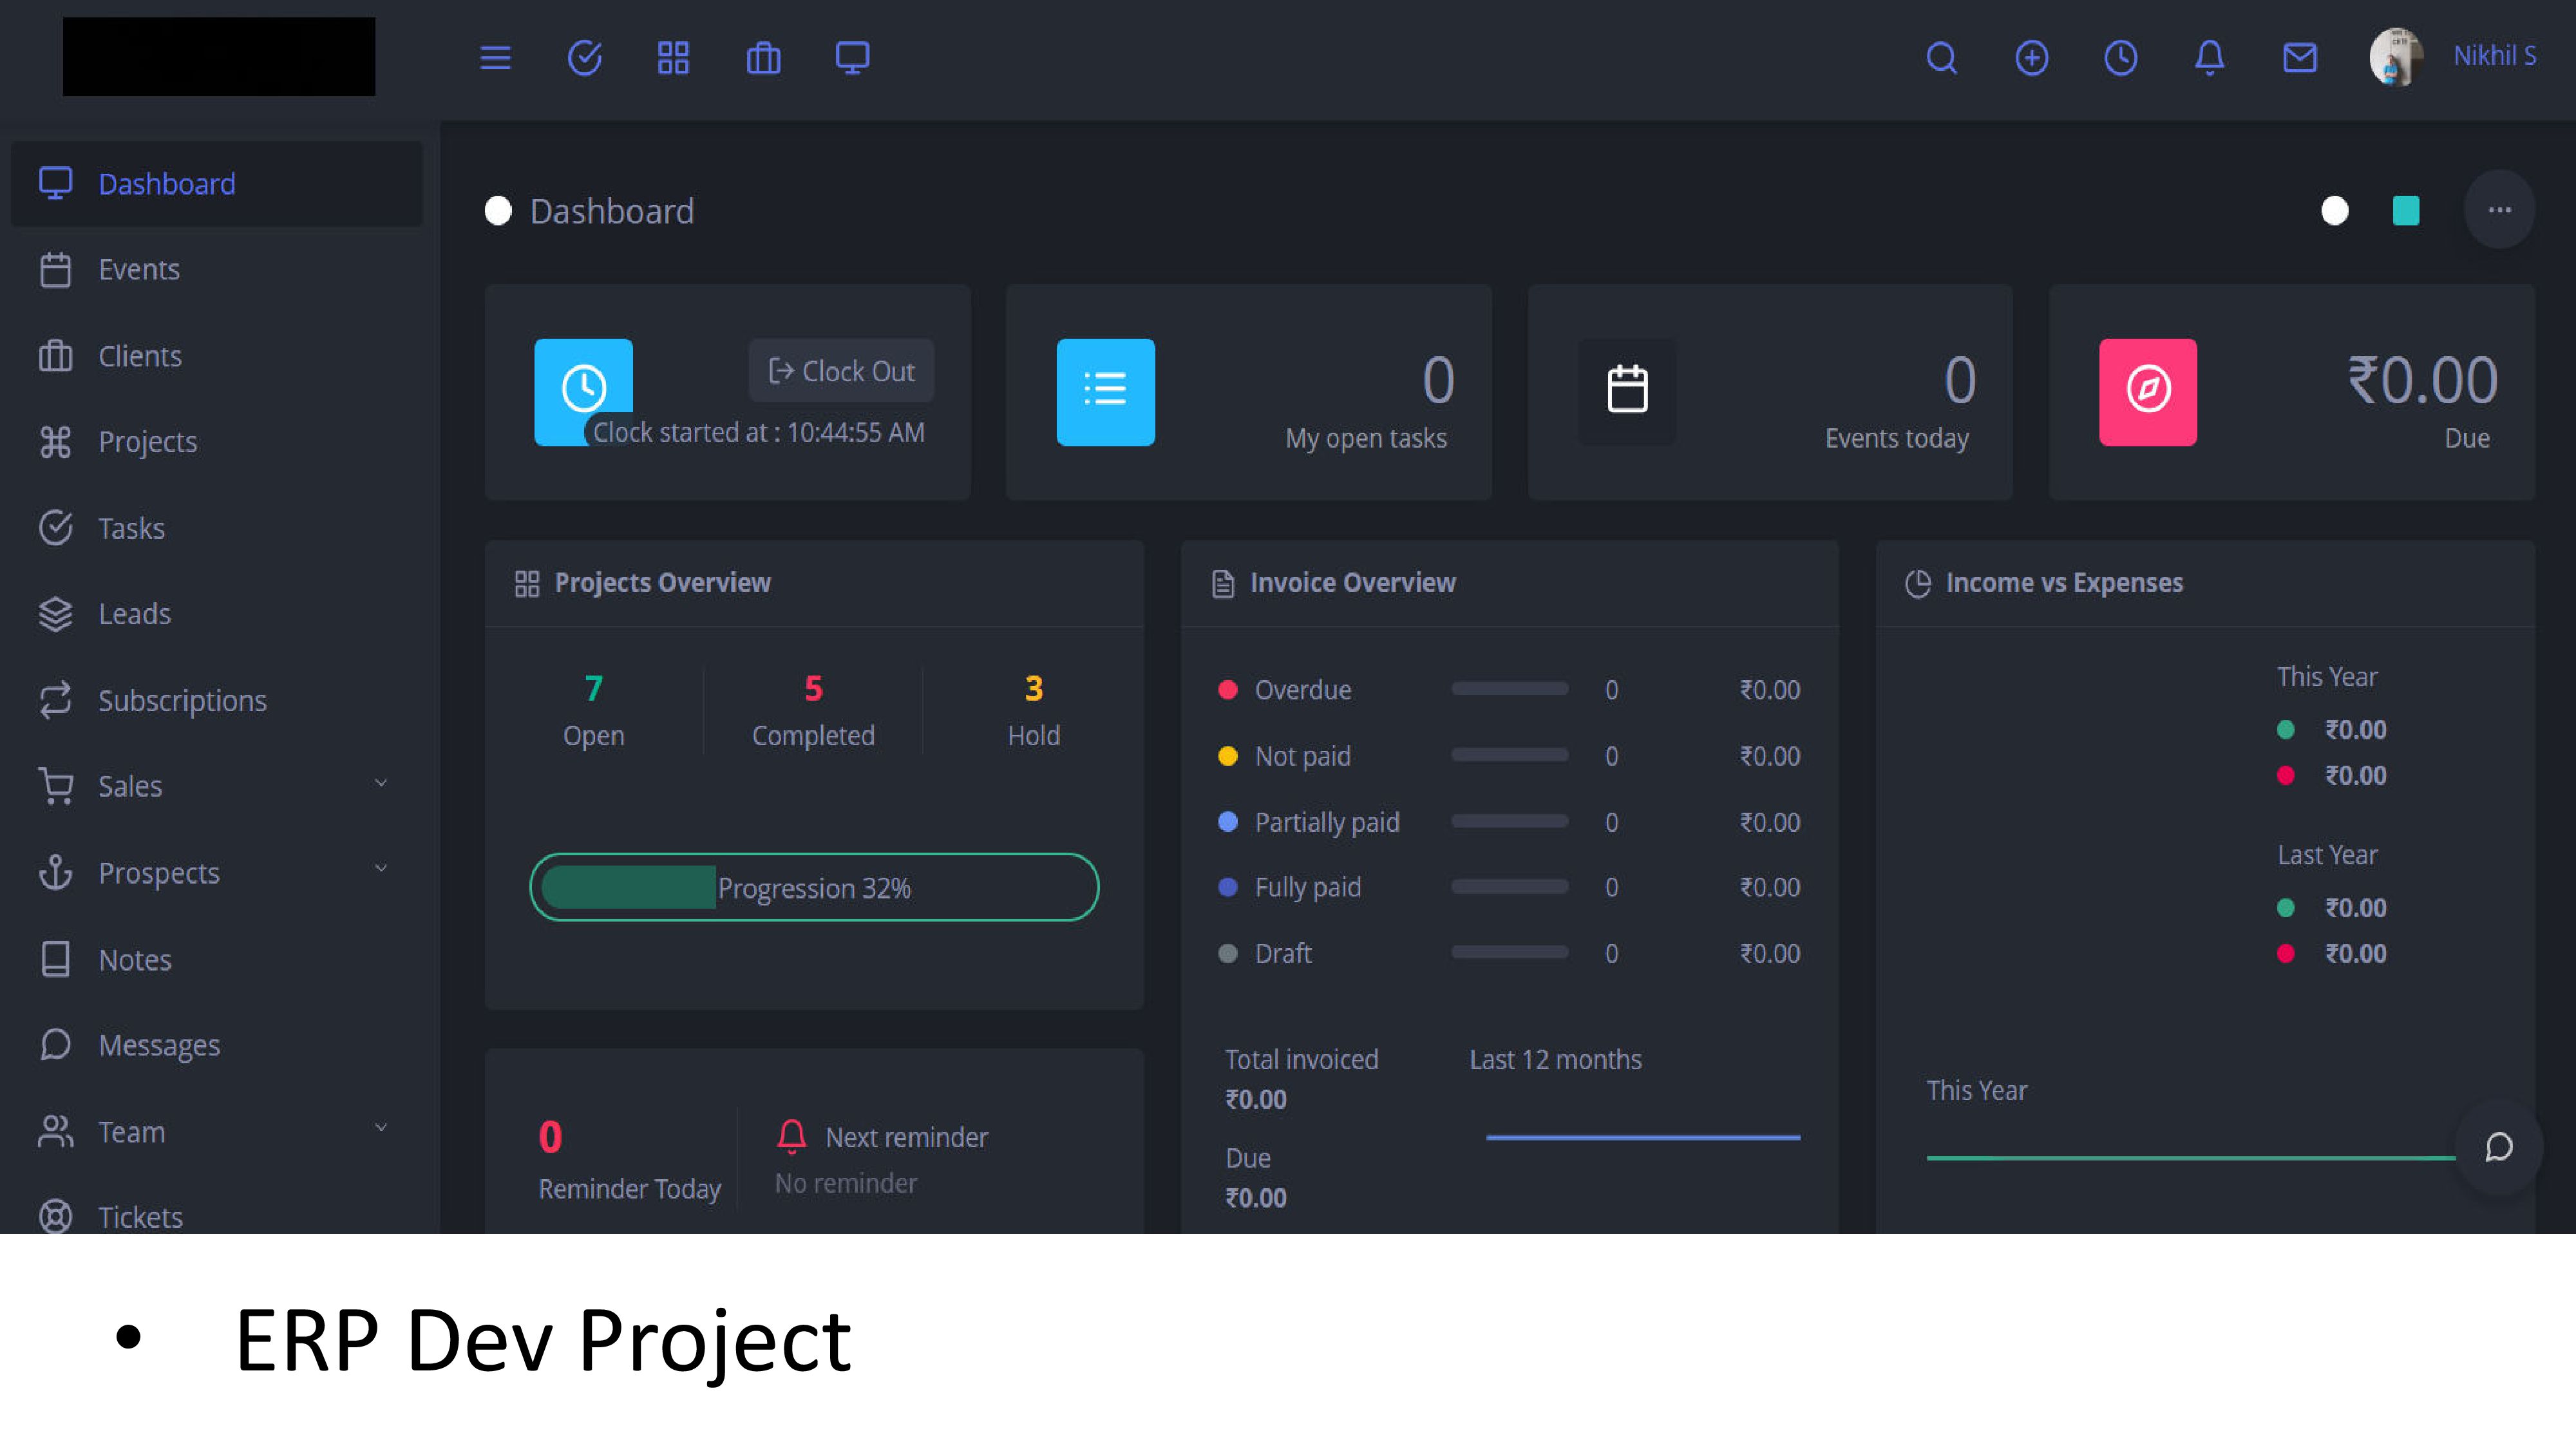 Nikhil S
Dashboard
Events
Clients
Projects
Tasks
Leads
Subscriptions
Sales
Prospects
Notes
Messages
Team
Tickets
Dashboard
Clock Out
Clock started at : 10:44:55 AM
0
My open tasks
0
Events today
₹0.00
Due
Projects Overview
7
Open
5
Completed
3
Hold
Progression 32%
0
Reminder Today
Next reminder
No reminder
Invoice Overview
Overdue 0 ₹0.00
Not paid 0 ₹0.00
Partially paid 0 ₹0.00
Fully paid 0 ₹0.00
Draft 0 ₹0.00
Total invoiced
₹0.00
Due
₹0.00
Last 12 months
Income vs Expenses
This Year
₹0.00
₹0.00
Last Year
₹0.00
₹0.00
This Year
• ERP Dev Project